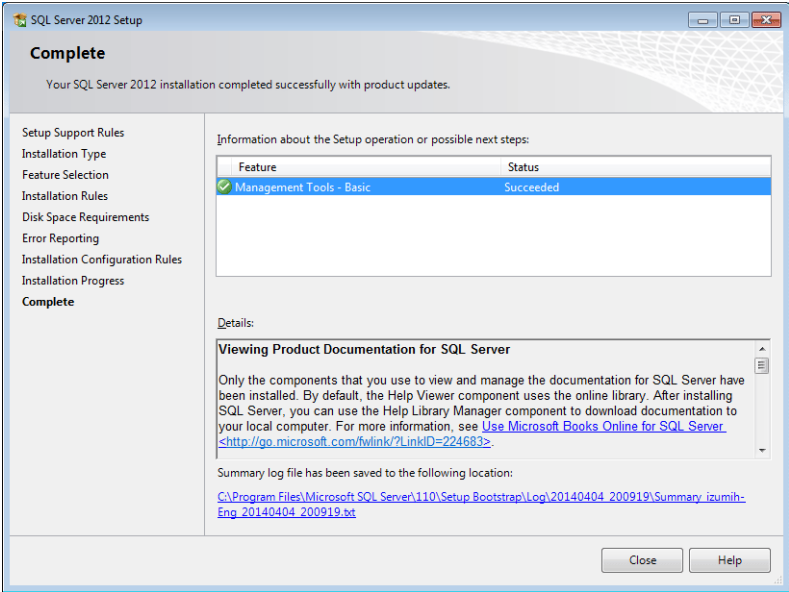 SQL Server 2012 Setup
Complete
Your SQL Server 2012 installation completed successfully with product updates.
Setup Support Rules
Installation Type
Feature Selection
Installation Rules
Disk Space Requirements
Error Reporting
Installation Configuration Rules
Installation Progress
Complete
Information about the Setup operation or possible next steps:
Feature Status
Management Tools - Basic Succeeded
Details:
Viewing Product Documentation for SQL Server
Only the components that you use to view and manage the documentation for SQL Server have
been installed. By default, the Help Viewer component uses the online library. After installing
SQL Server, you can use the Help Library Manager component to download documentation to
your local computer. For more information, see Use Microsoft Books Online for SQL Server
<http://go.microsoft.com/fwlink/?LinkID=224683>.
Summary log file has been saved to the following location:
C:\Program Files\Microsoft SQL Server\110\Setup Bootstrap\Log\20140404_200919\Summary_izumih-
Eng_20140404_200919.txt
Close Help